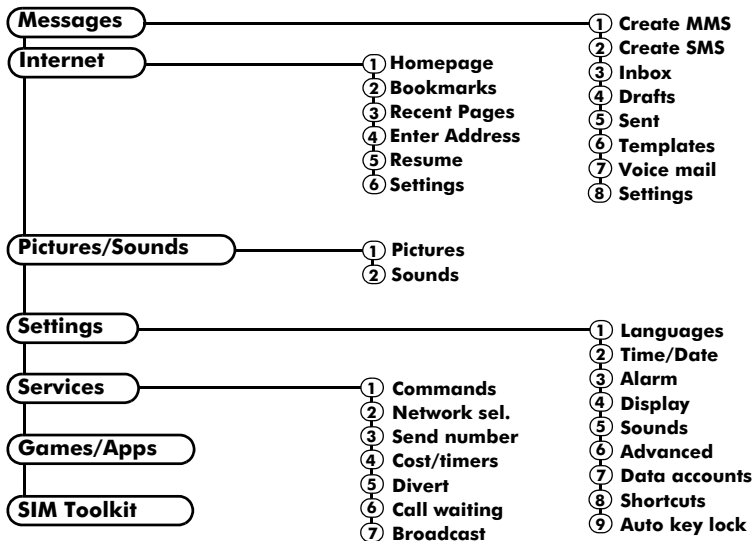 Messages
1 Create MMS
2 Create SMS
3 Inbox
4 Drafts
5 Sent
6 Templates
7 Voice mail
8 Settings
Internet
1 Homepage
2 Bookmarks
3 Recent Pages
4 Enter Address
5 Resume
6 Settings
Pictures/Sounds
1 Pictures
2 Sounds
Settings
1 Languages
2 Time/Date
3 Alarm
4 Display
5 Sounds
6 Advanced
7 Data accounts
8 Shortcuts
9 Auto key lock
Services
1 Commands
2 Network sel.
3 Send number
4 Cost/timers
5 Divert
6 Call waiting
7 Broadcast
Games/Apps
SIM Toolkit